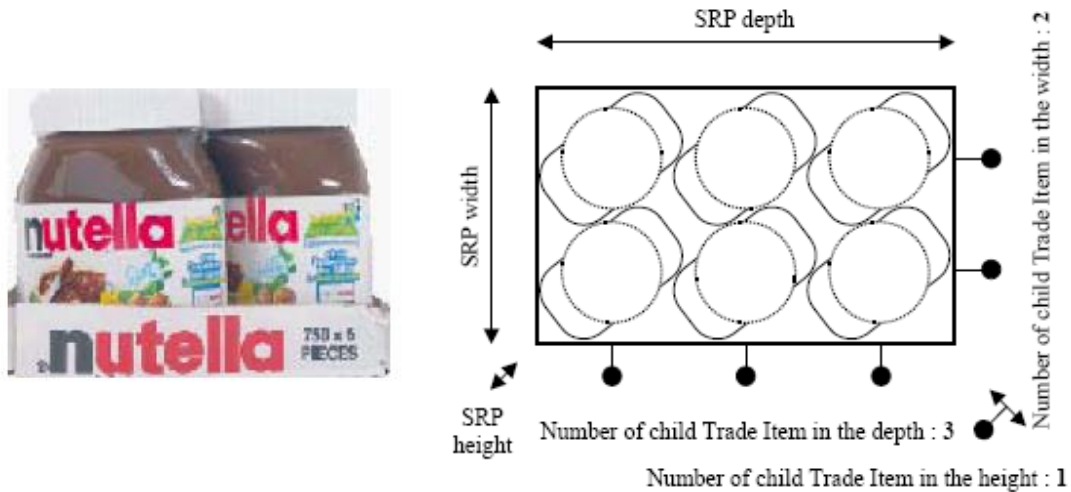 nutella
ella
nutella
750 x 6
PIECES
SRP depth
SRP width
SRP
height
Number of child Trade Item in the width : 2
Number of child Trade Item in the depth : 3
Number of child Trade Item in the height : 1